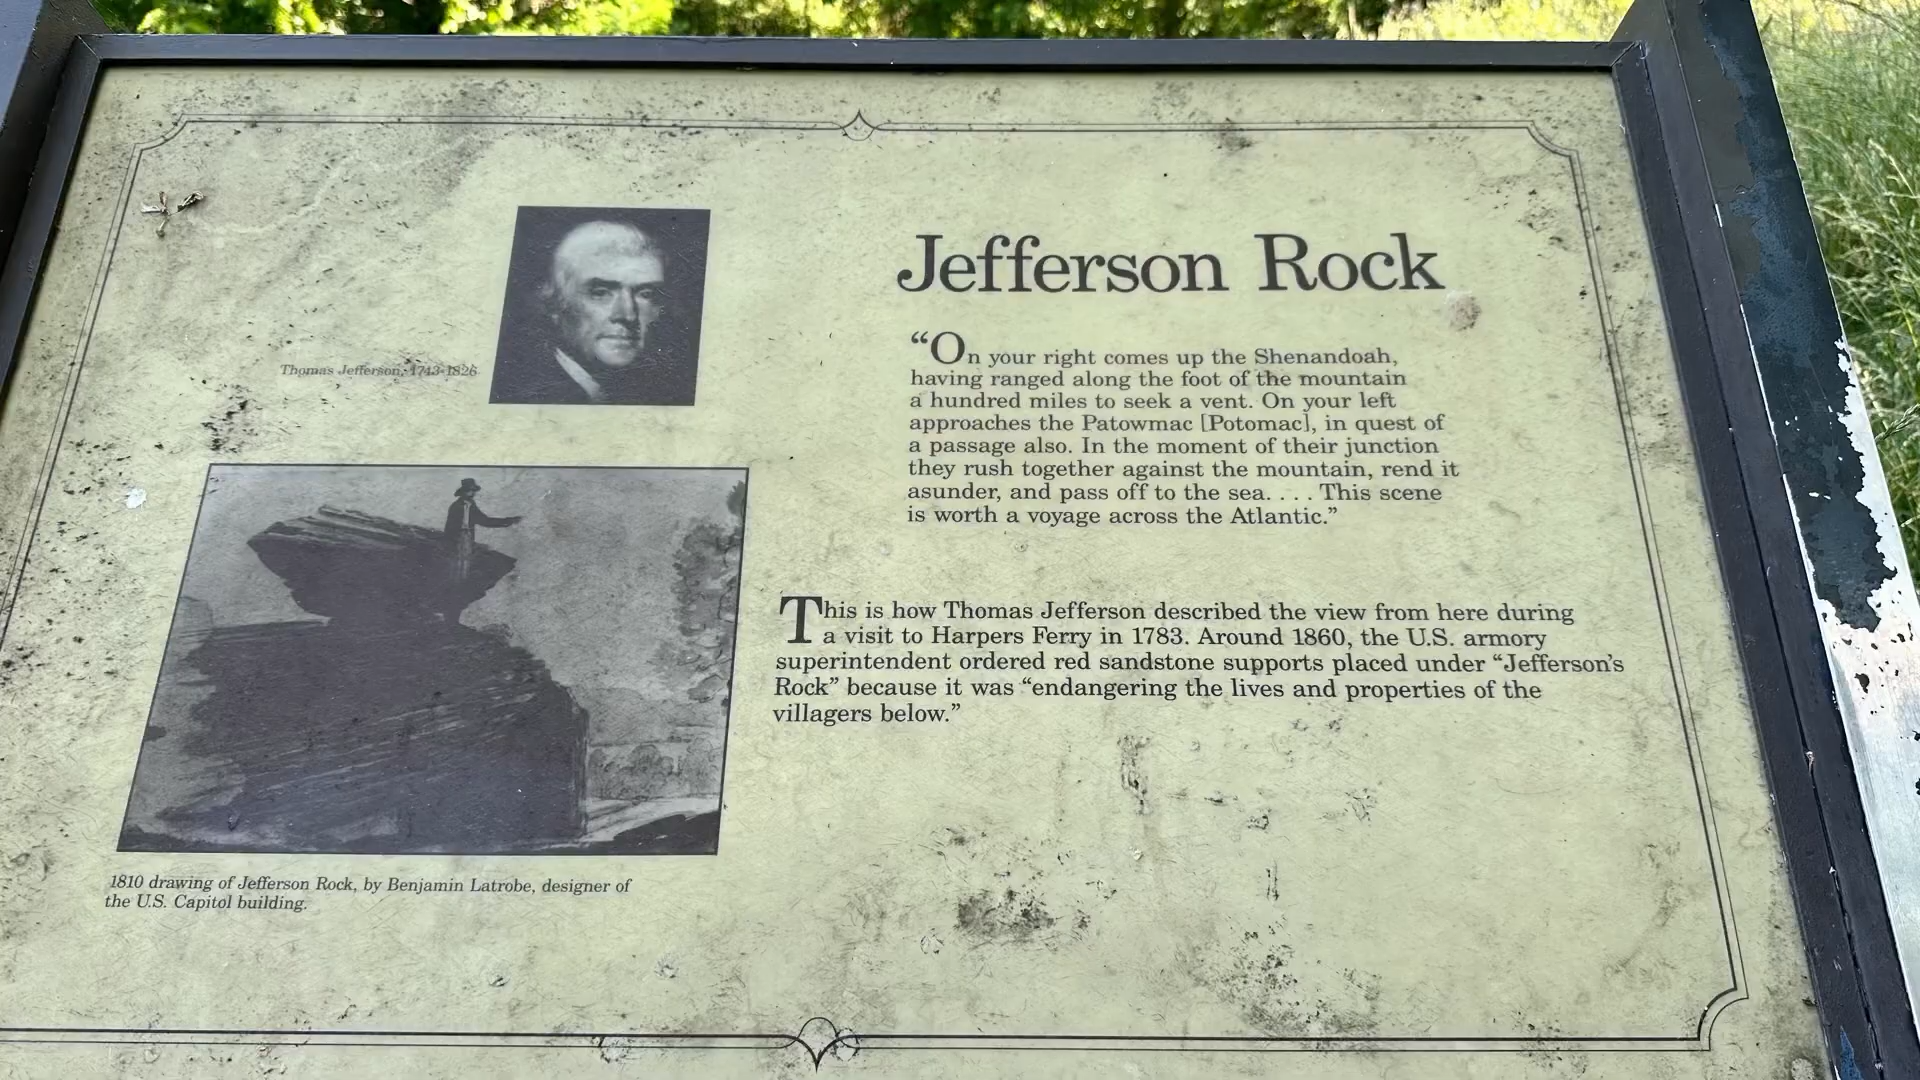 Jefferson Rock
Thomas Jefferson, 1743-1826
“On your right comes up the Shenandoah,
having ranged along the foot of the mountain
a hundred miles to seek a vent. On your left
approaches the Patowmac [Potomac], in quest of
a passage also. In the moment of their junction
they rush together against the mountain, rend it
asunder, and pass off to the sea. . . . This scene
is worth a voyage across the Atlantic.”
This is how Thomas Jefferson described the view from here during
a visit to Harpers Ferry in 1783. Around 1860, the U.S. armory
superintendent ordered red sandstone supports placed under “Jefferson’s
Rock” because it was “endangering the lives and properties of the
villagers below.”
1810 drawing of Jefferson Rock, by Benjamin Latrobe, designer of
the U.S. Capitol building.